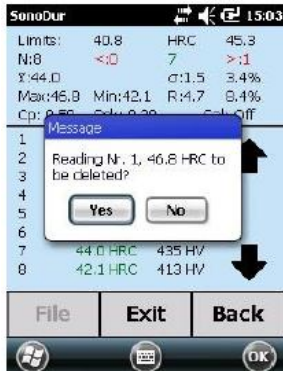 SonoDur 15:03
Limits: 40.8 HRC 45.3
N:8 <:0 7 >:1
x̄:44.0 σ:1.5 3.4%
Max:46.8 Min:42.1 R:4.7 8.4%
Message
Reading Nr. 1, 46.8 HRC to
be deleted?
Yes No
1
2
3
4
5
6
7 44.0 HRC 435 HV
8 42.1 HRC 413 HV
File Exit Back
OK